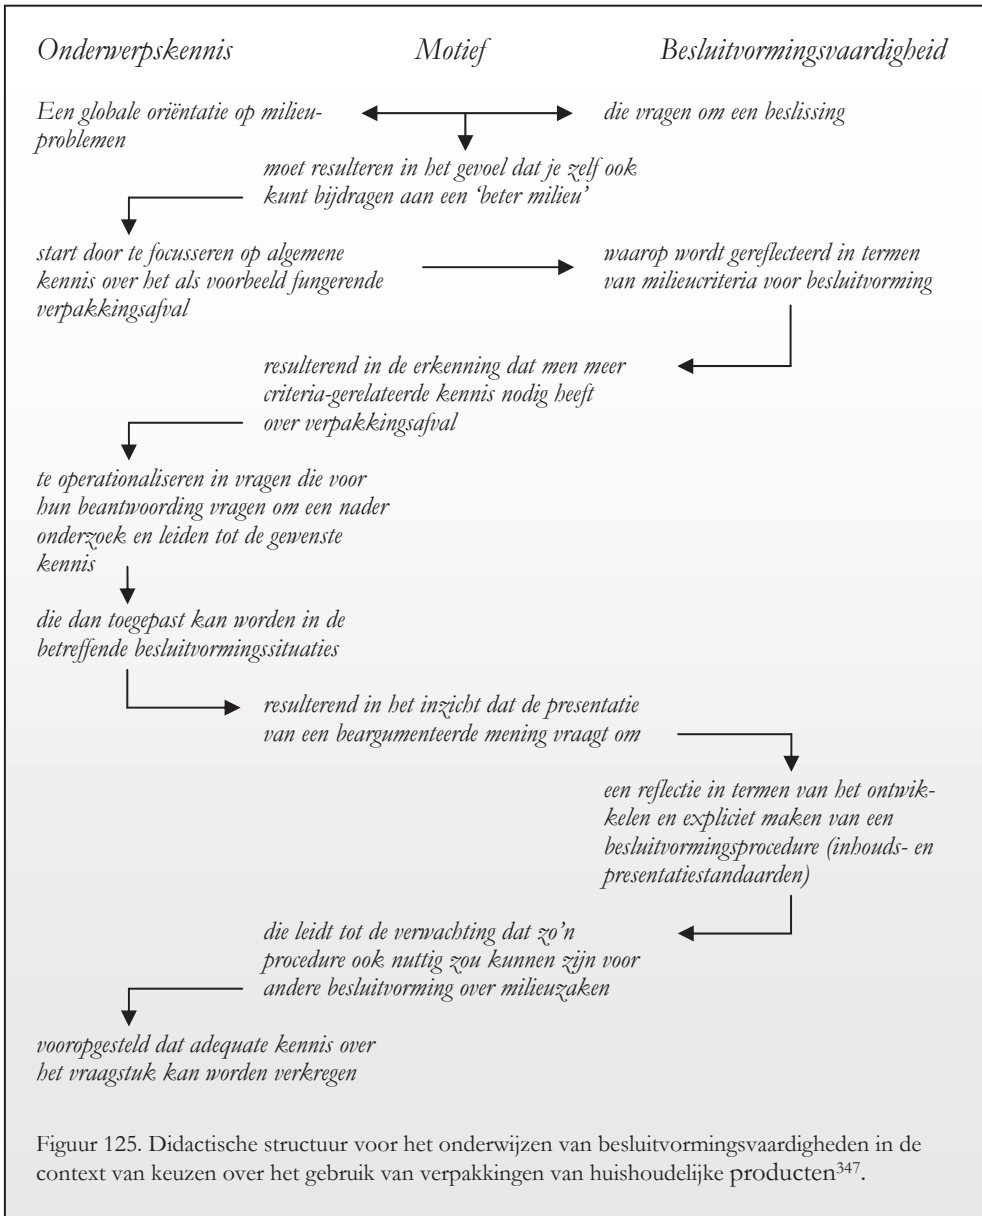 Onderwerpskennis Motief Besluitvormingsvaardigheid
Een globale oriëntatie op milieu-
problemen
die vragen om een beslissing
moet resulteren in het gevoel dat je zelf ook
kunt bijdragen aan een ‘beter milieu’
start door te focusseren op algemene
kennis over het als voorbeeld fungerende
verpakkingsafval
waarop wordt gereflecteerd in termen
van milieucriteria voor besluitvorming
resulterend in de erkenning dat men meer
criteria-gerelateerde kennis nodig heeft
over verpakkingsafval
te operationaliseren in vragen die voor
hun beantwoording vragen om een nader
onderzoek en leiden tot de gewenste
kennis
die dan toegepast kan worden in de
betreffende besluitvormingssituaties
resulterend in het inzicht dat de presentatie
van een beargumenteerde mening vraagt om
een reflectie in termen van het ontwik-
kelen en expliciet maken van een
besluitvormingsprocedure (inhouds- en
presentatiestandaarden)
die leidt tot de verwachting dat zo’n
procedure ook nuttig zou kunnen zijn voor
andere besluitvorming over milieuzaken
vooropgesteld dat adequate kennis over
het vraagstuk kan worden verkregen
Figuur 125. Didactische structuur voor het onderwijzen van besluitvormingsvaardigheden in de
context van keuzen over het gebruik van verpakkingen van huishoudelijke producten³⁴⁷.